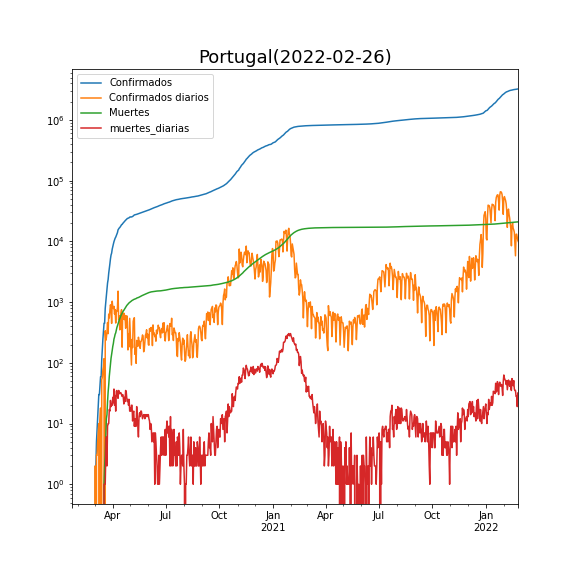 Portugal(2022-02-26)
Confirmados
Confirmados diarios
Muertes
muertes_diarias
10⁶
10⁵
10⁴
10³
10²
10¹
10⁰
Apr Jul Oct Jan Apr Jul Oct Jan
2021 2022